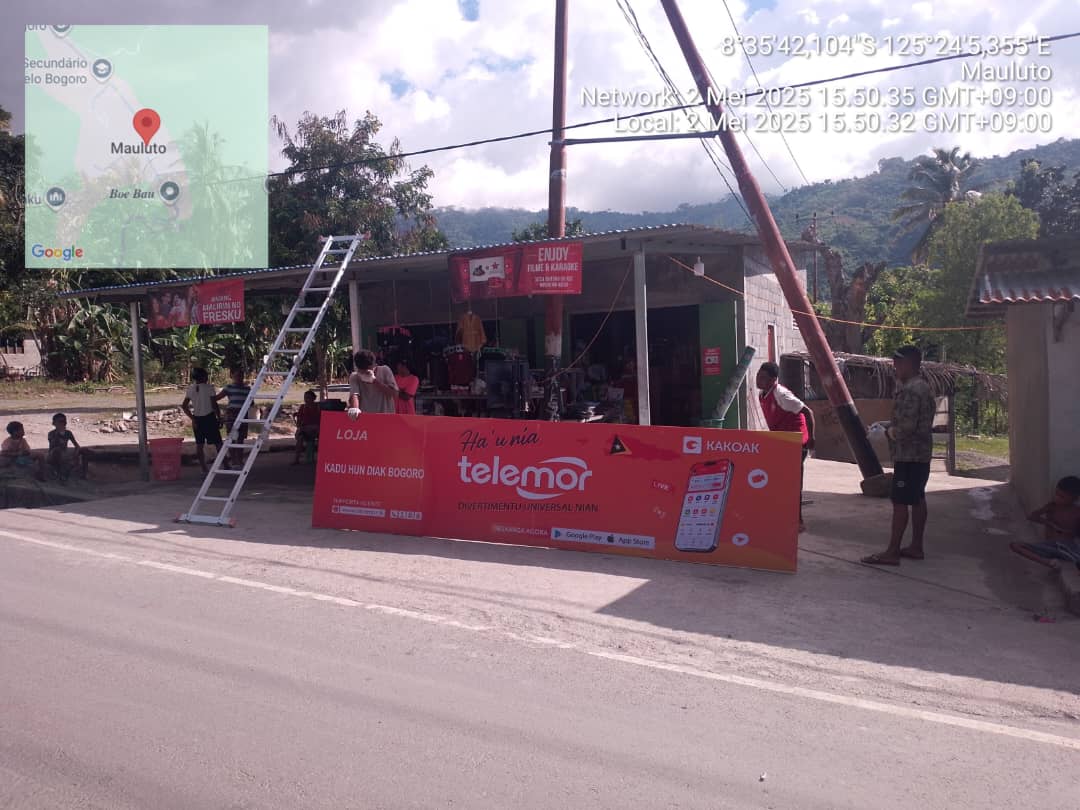 8°35'42,104"S 125°24'5,355"E
Mauluto
Network: 2 Mei 2025 15.50.35 GMT+09:00
Local: 2 Mei 2025 15.50.32 GMT+09:00
Secundário
elo Bogoro
Mauluto
Boe Bau
Google
ENJOY
FILME & KARAOKE
FRESKU
LOJA
KADU HUN DIAK BOGORO
Ha'u nia
telemor
DIVERTIMENTU UNIVERSAL NIAN
KAKOAK
LIVE
Google Play
App Store